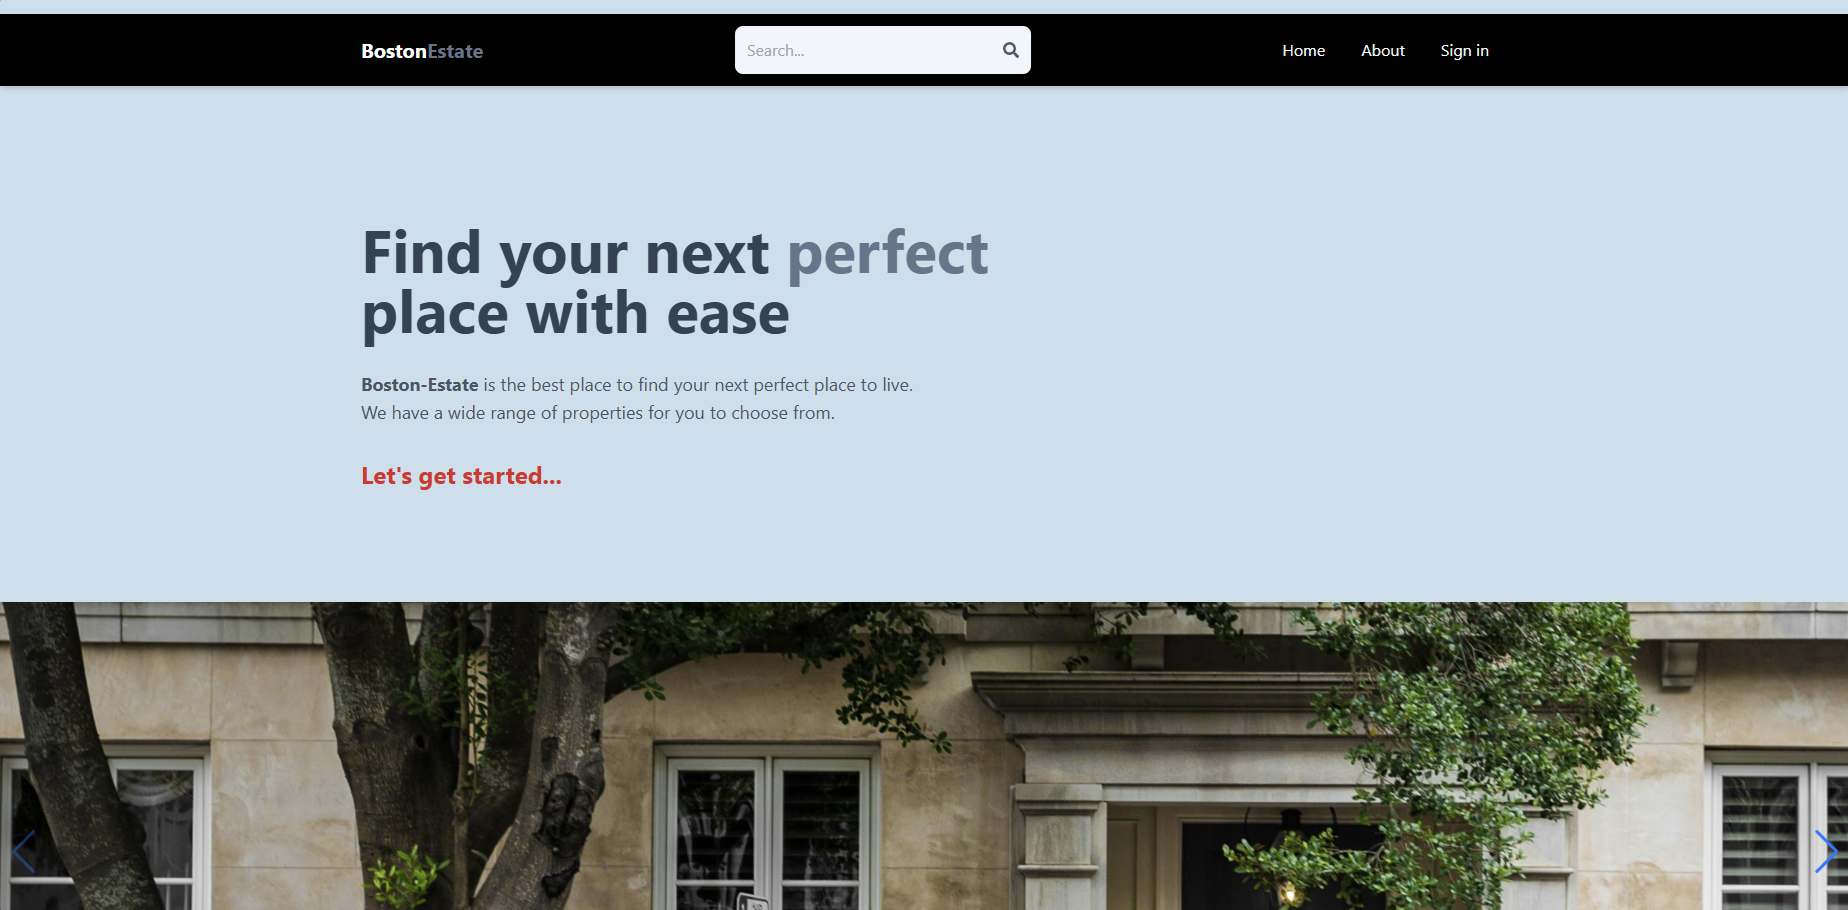 BostonEstate
Search...
Home
About
Sign in
Find your next perfect
place with ease
Boston-Estate is the best place to find your next perfect place to live.
We have a wide range of properties for you to choose from.
Let's get started...